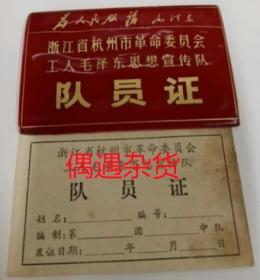 为人民服务 毛泽东
浙江省杭州市革命委员会
工人毛泽东思想宣传队
队员证
浙江省杭州市革命委员会
偶遇杂货
队员证
姓名：	编号：
编制：第 团 中队
发证日期： 年 月 日